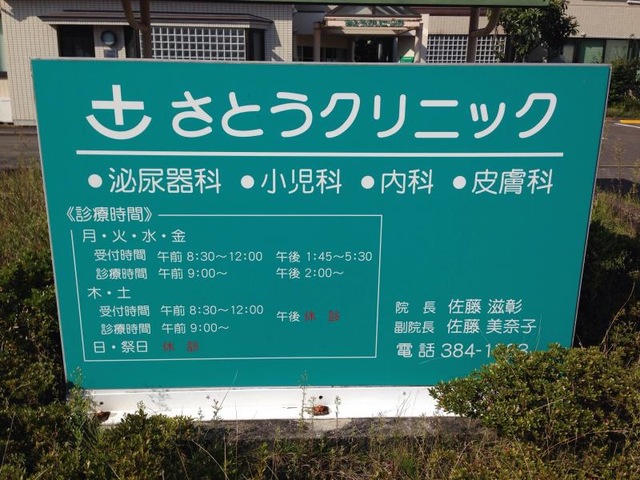 さとうクリニック
●泌尿器科 ●小児科 ●内科 ●皮膚科
《診療時間》
月・火・水・金
受付時間 午前 8:30～12:00 午後 1:45～5:30
診療時間 午前 9:00～ 午後 2:00～
木・土
受付時間 午前 8:30～12:00 午後 休診
診療時間 午前 9:00～
日・祭日 休診
院長 佐藤 滋彰
副院長 佐藤 美奈子
電話